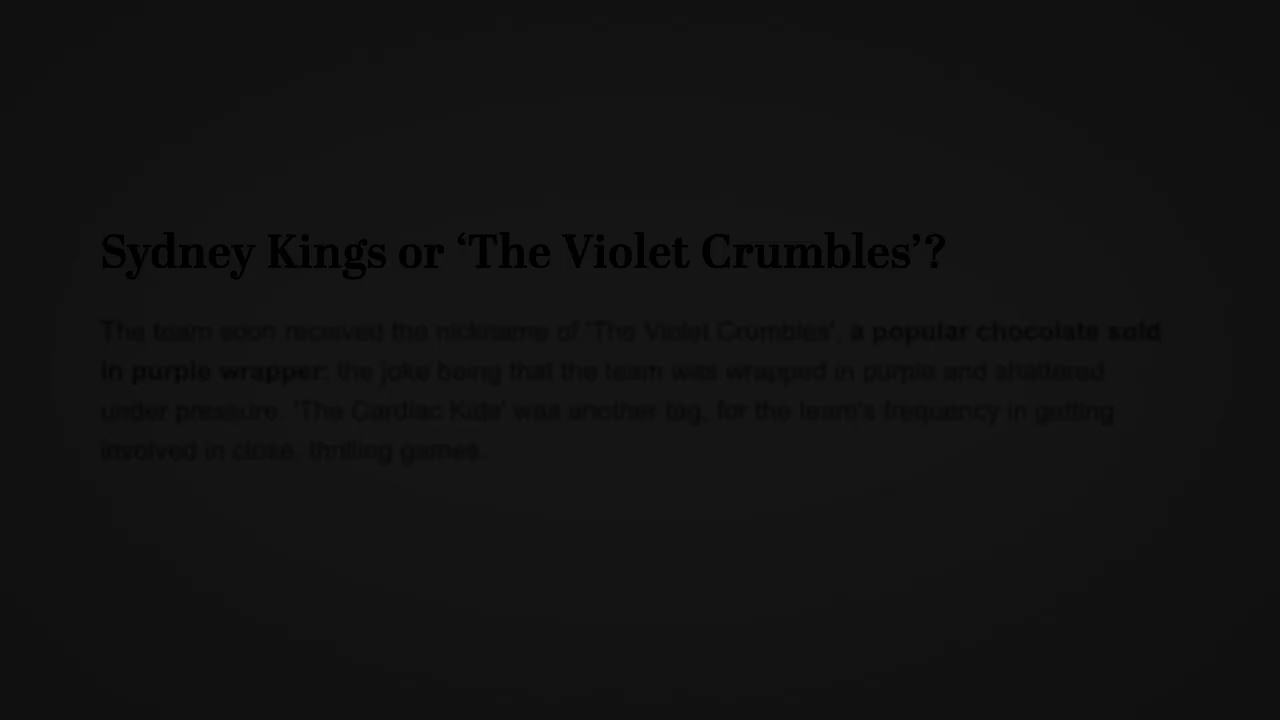 Sydney Kings or ‘The Violet Crumbles’?
The team soon received the nickname of 'The Violet Crumbles', a popular chocolate sold
in purple wrapper: the joke being that the team was wrapped in purple and shattered
under pressure. 'The Cardiac Kids' was another tag, for the team's frequency in getting
involved in close, thrilling games.